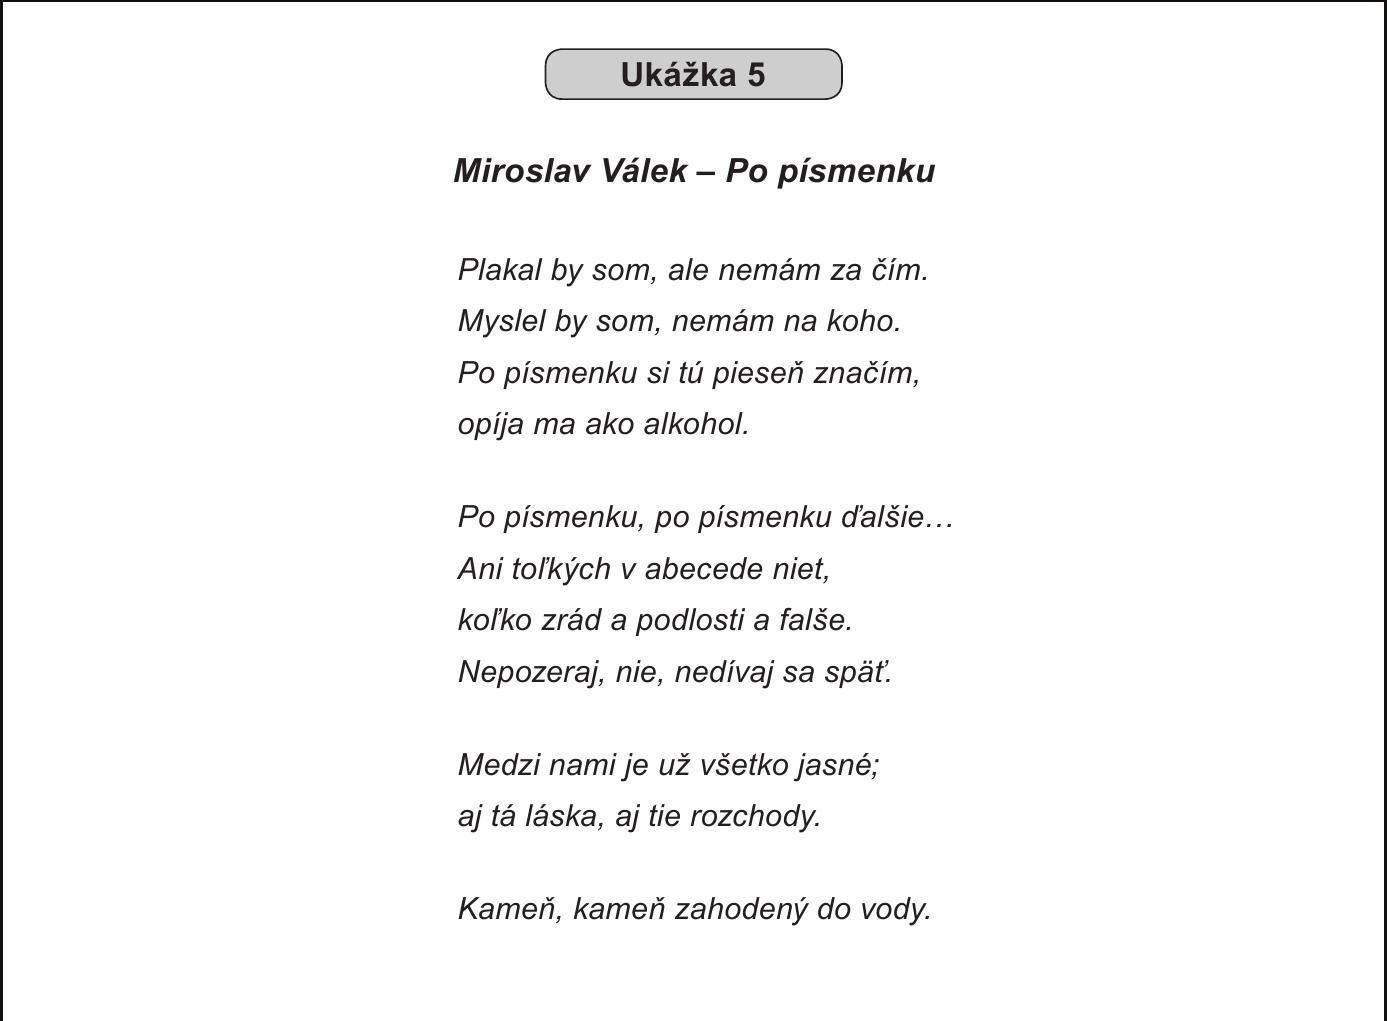 Ukážka 5
Miroslav Válek – Po písmenku
Plakal by som, ale nemám za čím.
Myslel by som, nemám na koho.
Po písmenku si tú pieseň značím,
opíja ma ako alkohol.
Po písmenku, po písmenku ďalšie…
Ani toľkých v abecede niet,
koľko zrád a podlosti a falše.
Nepozeraj, nie, nedívaj sa späť.
Medzi nami je už všetko jasné;
aj tá láska, aj tie rozchody.
Kameň, kameň zahodený do vody.